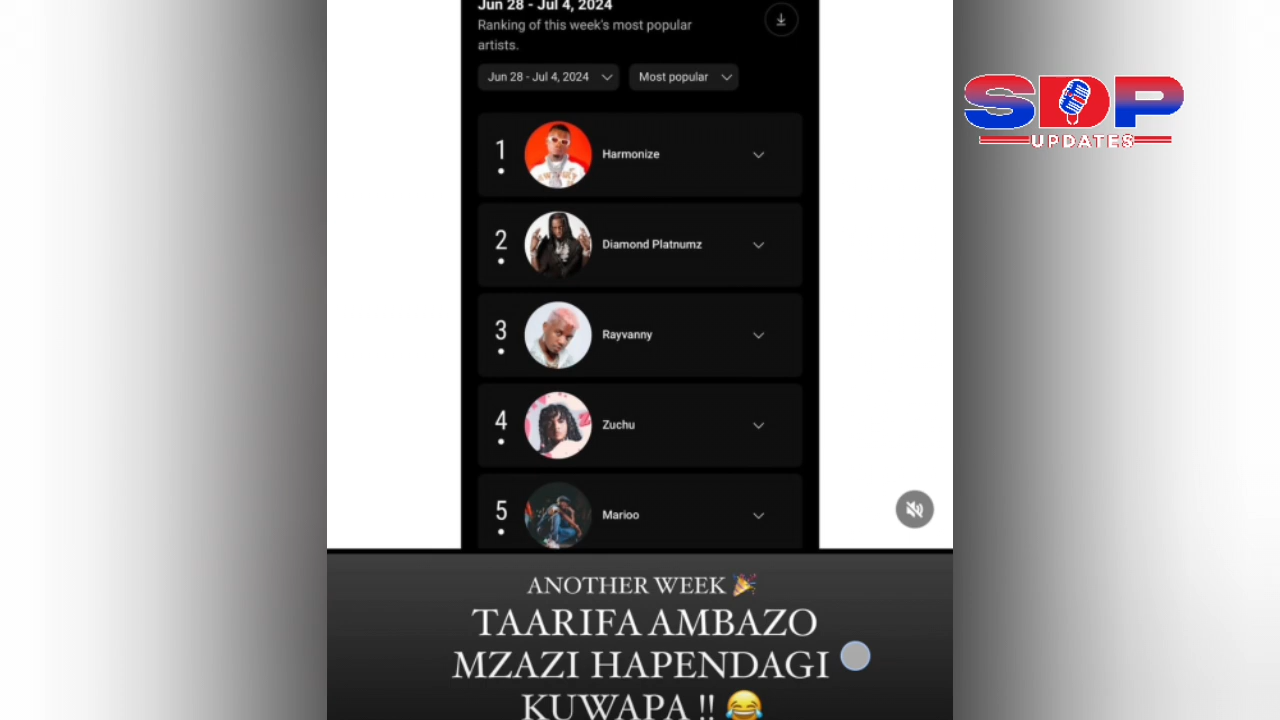 Jun 28 - Jul 4, 2024
Ranking of this week's most popular
artists.
Jun 28 - Jul 4, 2024
Most popular
1
Harmonize
2
Diamond Platnumz
3
Rayvanny
4
Zuchu
5
Marioo
SDP
UPDATES
ANOTHER WEEK 🎉
TAARIFA AMBAZO
MZAZI HAPENDAGI
KUWAPA !! 😂